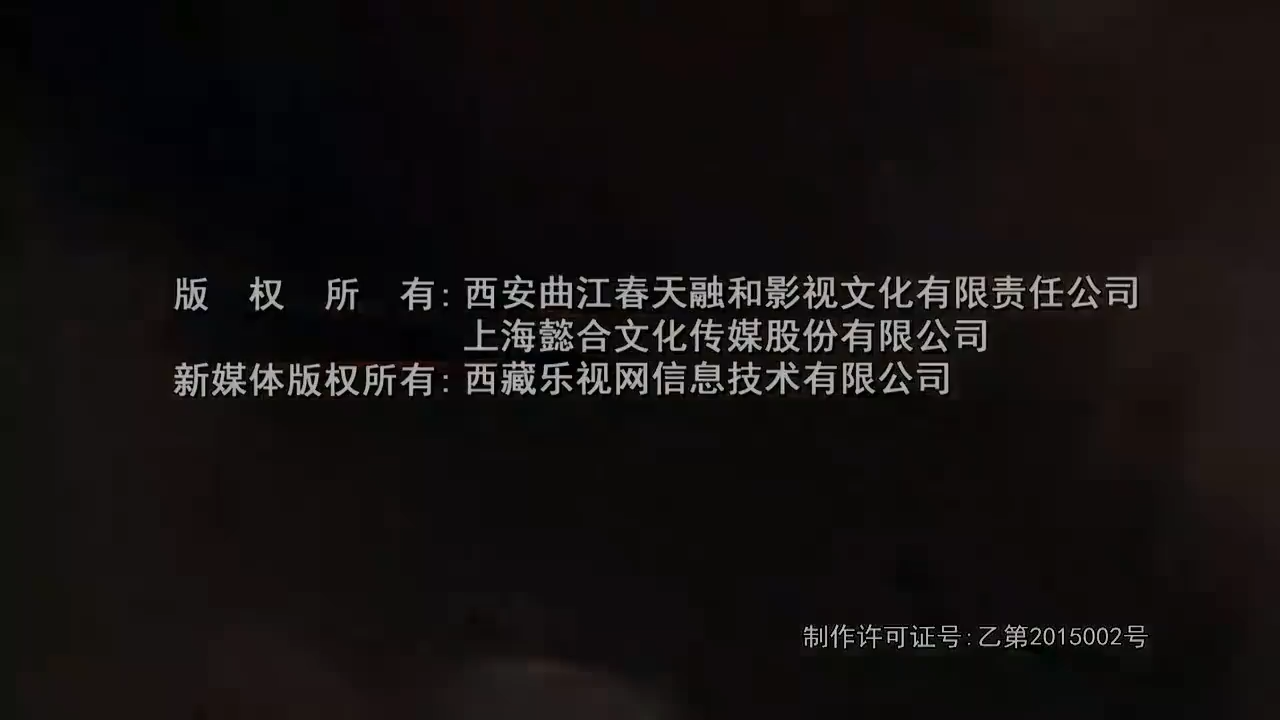 版 权 所 有:西安曲江春天融和影视文化有限责任公司
上海懿合文化传媒股份有限公司
新媒体版权所有:西藏乐视网信息技术有限公司
制作许可证号:乙第2015002号